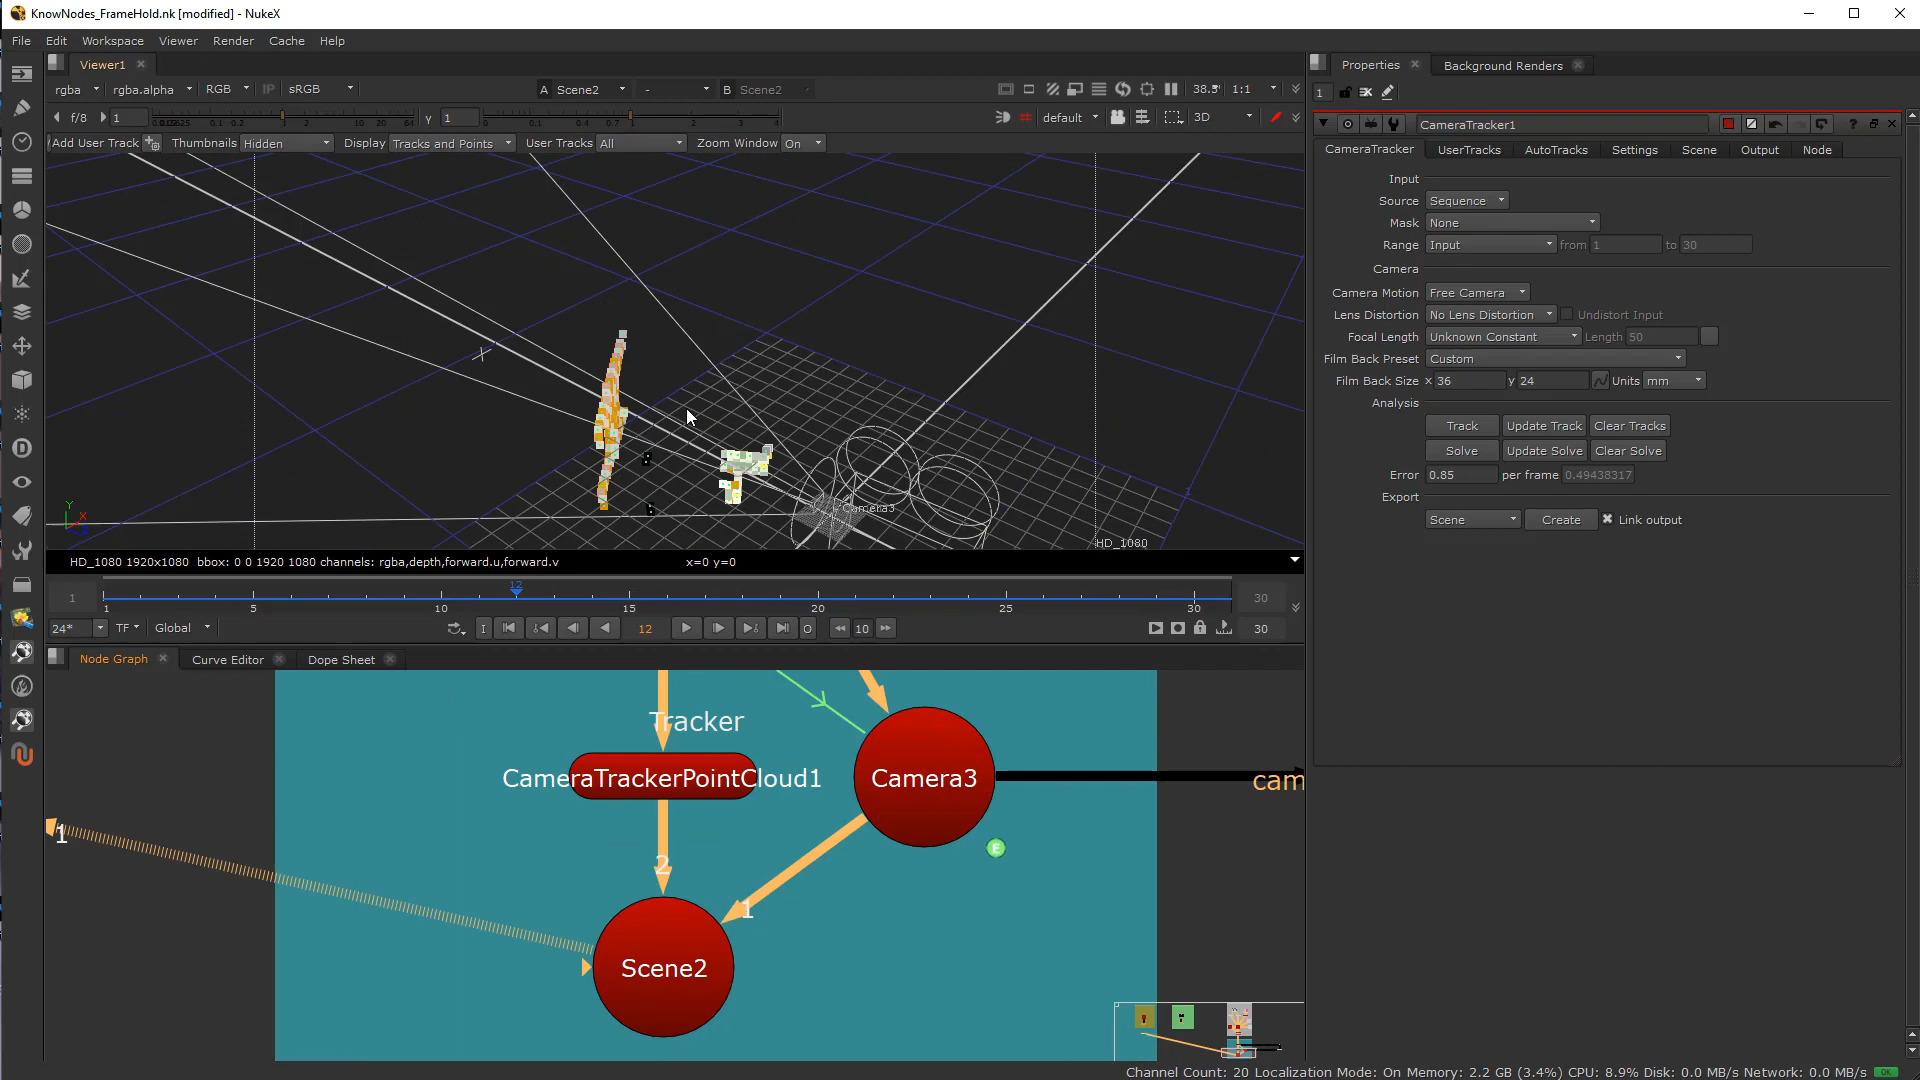 KnowNodes_FrameHold.nk [modified] - NukeX
File Edit Workspace Viewer Render Cache Help
Viewer1
rgba rgba.alpha RGB IP sRGB A Scene2 - B Scene2 38.5 1:1
f/8 1 y 1 default 3D
Add User Track Thumbnails Hidden Display Tracks and Points User Tracks All Zoom Window On
Camera3
HD_1080
HD_1080 1920x1080 bbox: 0 0 1920 1080 channels: rgba,depth,forward.u,forward.v x=0 y=0
12
1 1 5 10 15 20 25 30 30
24* TF Global I 12 O 10 30
Node Graph Curve Editor Dope Sheet
Tracker
CameraTrackerPointCloud1
Camera3
cam
E
1
2
1
Scene2
Properties Background Renders
1
CameraTracker1
CameraTracker UserTracks AutoTracks Settings Scene Output Node
Input
Source Sequence
Mask None
Range Input from 1 to 30
Camera
Camera Motion Free Camera
Lens Distortion No Lens Distortion Undistort Input
Focal Length Unknown Constant Length 50
Film Back Preset Custom
Film Back Size x 36 y 24 Units mm
Analysis
Track Update Track Clear Tracks
Solve Update Solve Clear Solve
Error 0.85 per frame 0.49438317
Export
Scene Create Link output
Channel Count: 20 Localization Mode: On Memory: 2.2 GB (3.4%) CPU: 8.9% Disk: 0.0 MB/s Network: 0.0 MB/s